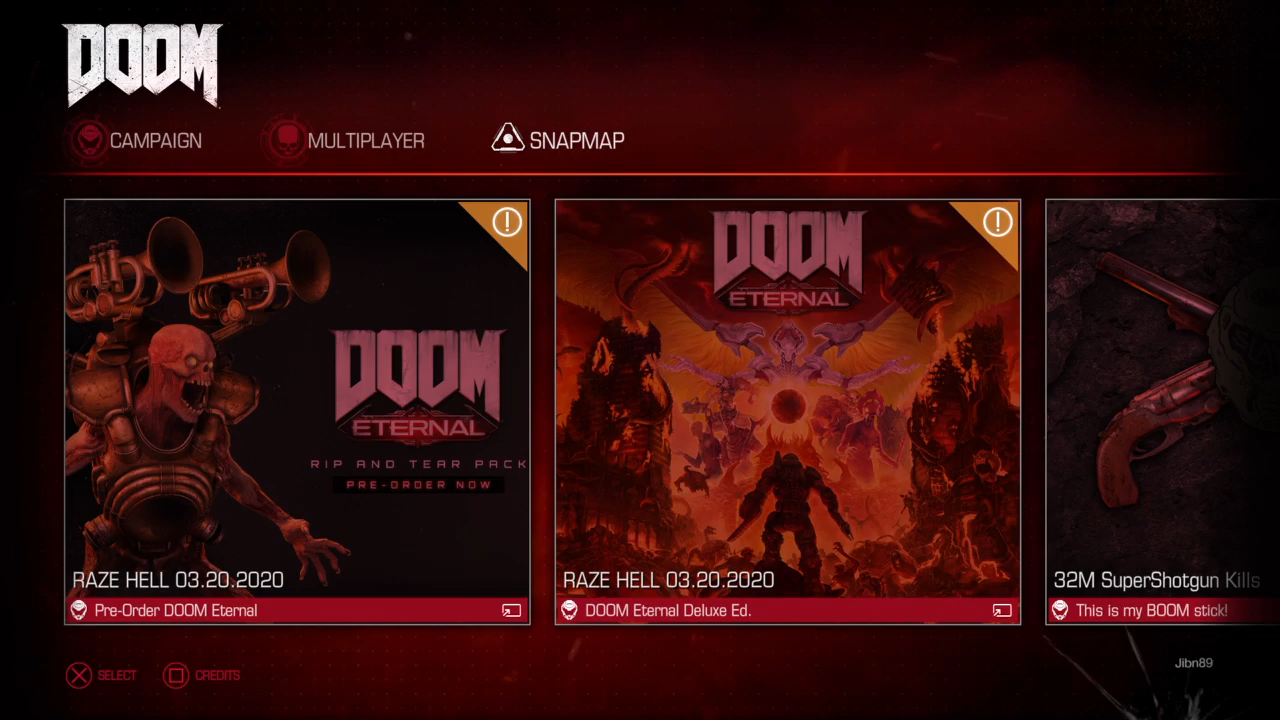 DOOM
CAMPAIGN
MULTIPLAYER
SNAPMAP
DOOM
ETERNAL
RIP AND TEAR PACK
PRE-ORDER NOW
RAZE HELL 03.20.2020
Pre-Order DOOM Eternal
DOOM
ETERNAL
RAZE HELL 03.20.2020
DOOM Eternal Deluxe Ed.
32M SuperShotgun Kills
This is my BOOM stick!
SELECT
CREDITS
Jibn89